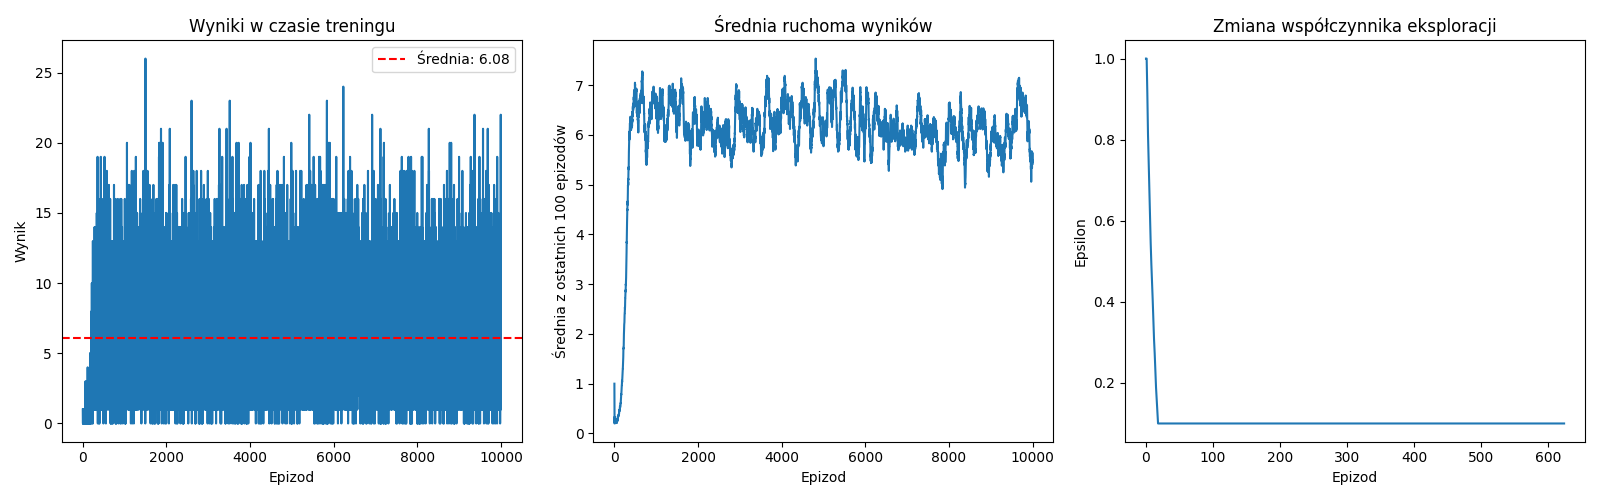 Wyniki w czasie treningu
Średnia: 6.08
25
20
15
10
5
0
Wynik
0 2000 4000 6000 8000 10000
Epizod
Średnia ruchoma wyników
7
6
5
4
3
2
1
0
Średnia z ostatnich 100 epizodów
0 2000 4000 6000 8000 10000
Epizod
Zmiana współczynnika eksploracji
1.0
0.8
0.6
0.4
0.2
Epsilon
0 100 200 300 400 500 600
Epizod